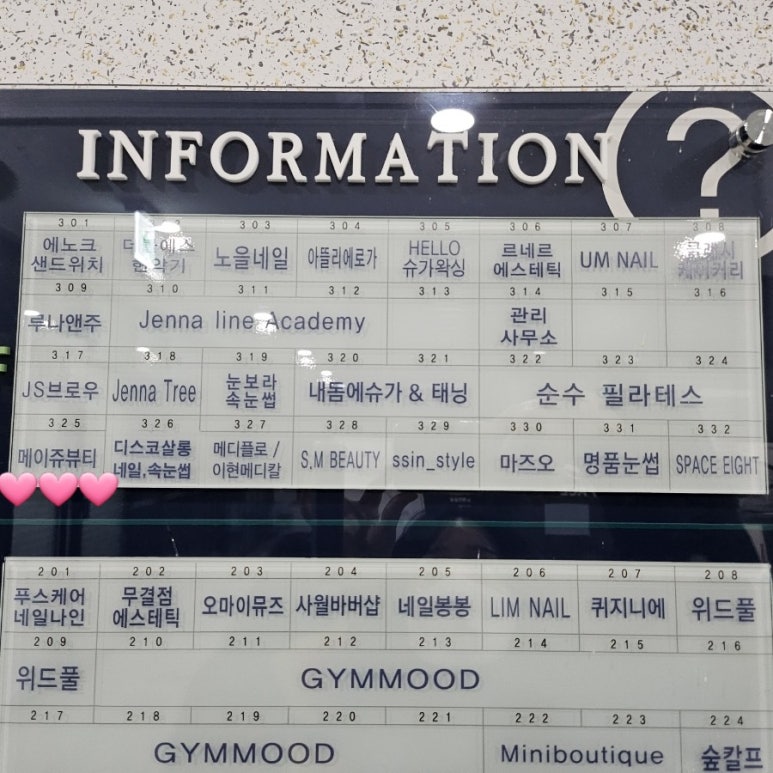 INFORMATION
?
301 302 303 304 305 306 307 308
에노크 샌드위치 노을네일 아뜰리에로가 HELLO 슈가왁싱 르네르 에스테틱 UM NAIL
309 310 311 312 313 314 315 316
루나앤주 Jenna line Academy 관리 사무소
317 318 319 320 321 322 323 324
JS브로우 Jenna Tree 눈보라 속눈썹 내돔에슈가 & 태닝 순수 필라테스
325 326 327 328 329 330 331 332
메이쥬뷰티 디스코살롱 네일,속눈썹 메디플로 / 이현메디칼 S,M BEAUTY ssin_style 마즈오 명품눈썹 SPACE EIGHT
201 202 203 204 205 206 207 208
푸스케어 네일나인 무결점 에스테틱 오마이뮤즈 사월바버샵 네일봉봉 LIM NAIL 퀴지니에 위드풀
209 210 211 212 213 214 215 216
위드풀 GYMMOOD
217 218 219 220 221 222 223 224
GYMMOOD Miniboutique 숲칼프